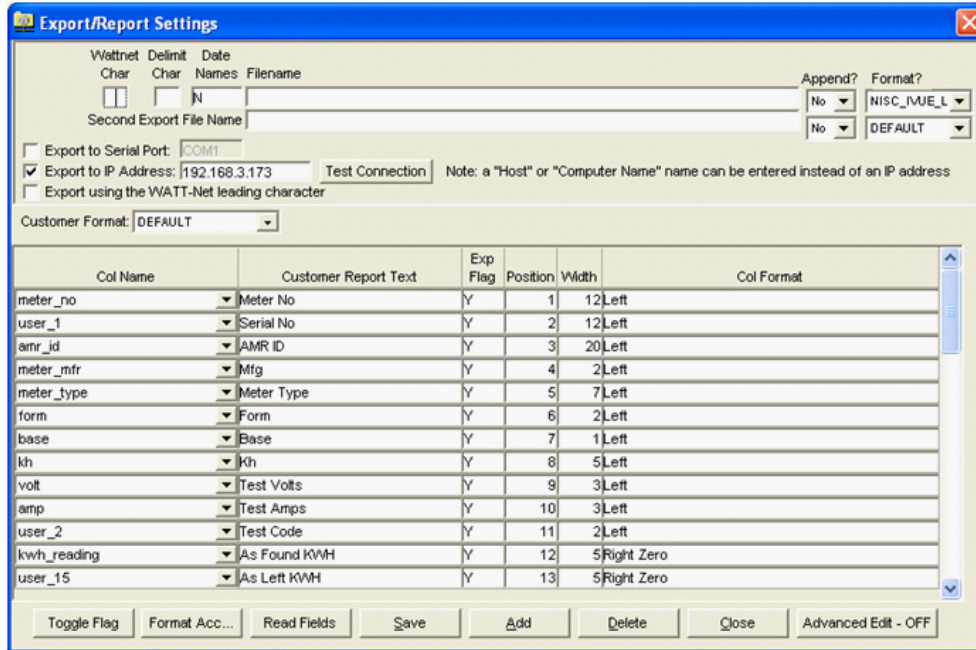 Export/Report Settings
Wattnet Delimit Date
Char Char Names Filename Append? Format?
N No NISC_IVUE_L
Second Export File Name No DEFAULT
Export to Serial Port: COM1
Export to IP Address: 192.168.3.173 Test Connection Note: a "Host" or "Computer Name" name can be entered instead of an IP address
Export using the WATT-Net leading character
Customer Format: DEFAULT
Exp
Col Name Customer Report Text Flag Position Width Col Format
meter_no Meter No Y 1 12 Left
user_1 Serial No Y 2 12 Left
amr_id AMR ID Y 3 20 Left
meter_mfr Mfg Y 4 2 Left
meter_type Meter Type Y 5 7 Left
form Form Y 6 2 Left
base Base Y 7 1 Left
kh Kh Y 8 5 Left
volt Test Volts Y 9 3 Left
amp Test Amps Y 10 3 Left
user_2 Test Code Y 11 2 Left
kwh_reading As Found KWH Y 12 5 Right Zero
user_15 As Left KWH Y 13 5 Right Zero
Toggle Flag Format Acc... Read Fields Save Add Delete Close Advanced Edit - OFF